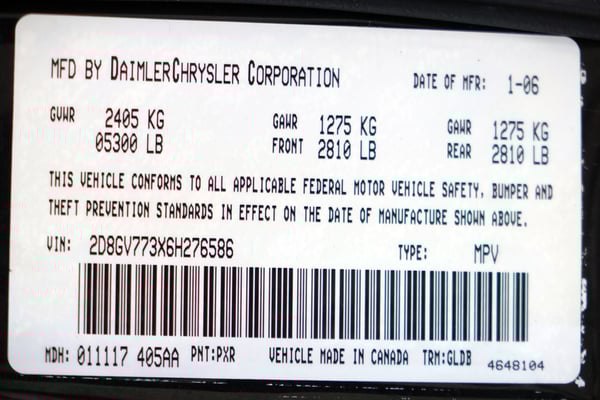 MFD BY DAIMLERCHRYSLER CORPORATION DATE OF MFR: 1-06
GVWR 2405 KG GAWR 1275 KG GAWR 1275 KG
05300 LB FRONT 2810 LB REAR 2810 LB
THIS VEHICLE CONFORMS TO ALL APPLICABLE FEDERAL MOTOR VEHICLE SAFETY, BUMPER AND
THEFT PREVENTION STANDARDS IN EFFECT ON THE DATE OF MANUFACTURE SHOWN ABOVE.
VIN: 2D8GV773X6H276586 TYPE: MPV
MDH: 011117 405AA PNT:PXR VEHICLE MADE IN CANADA TRM:GLDB 4648104